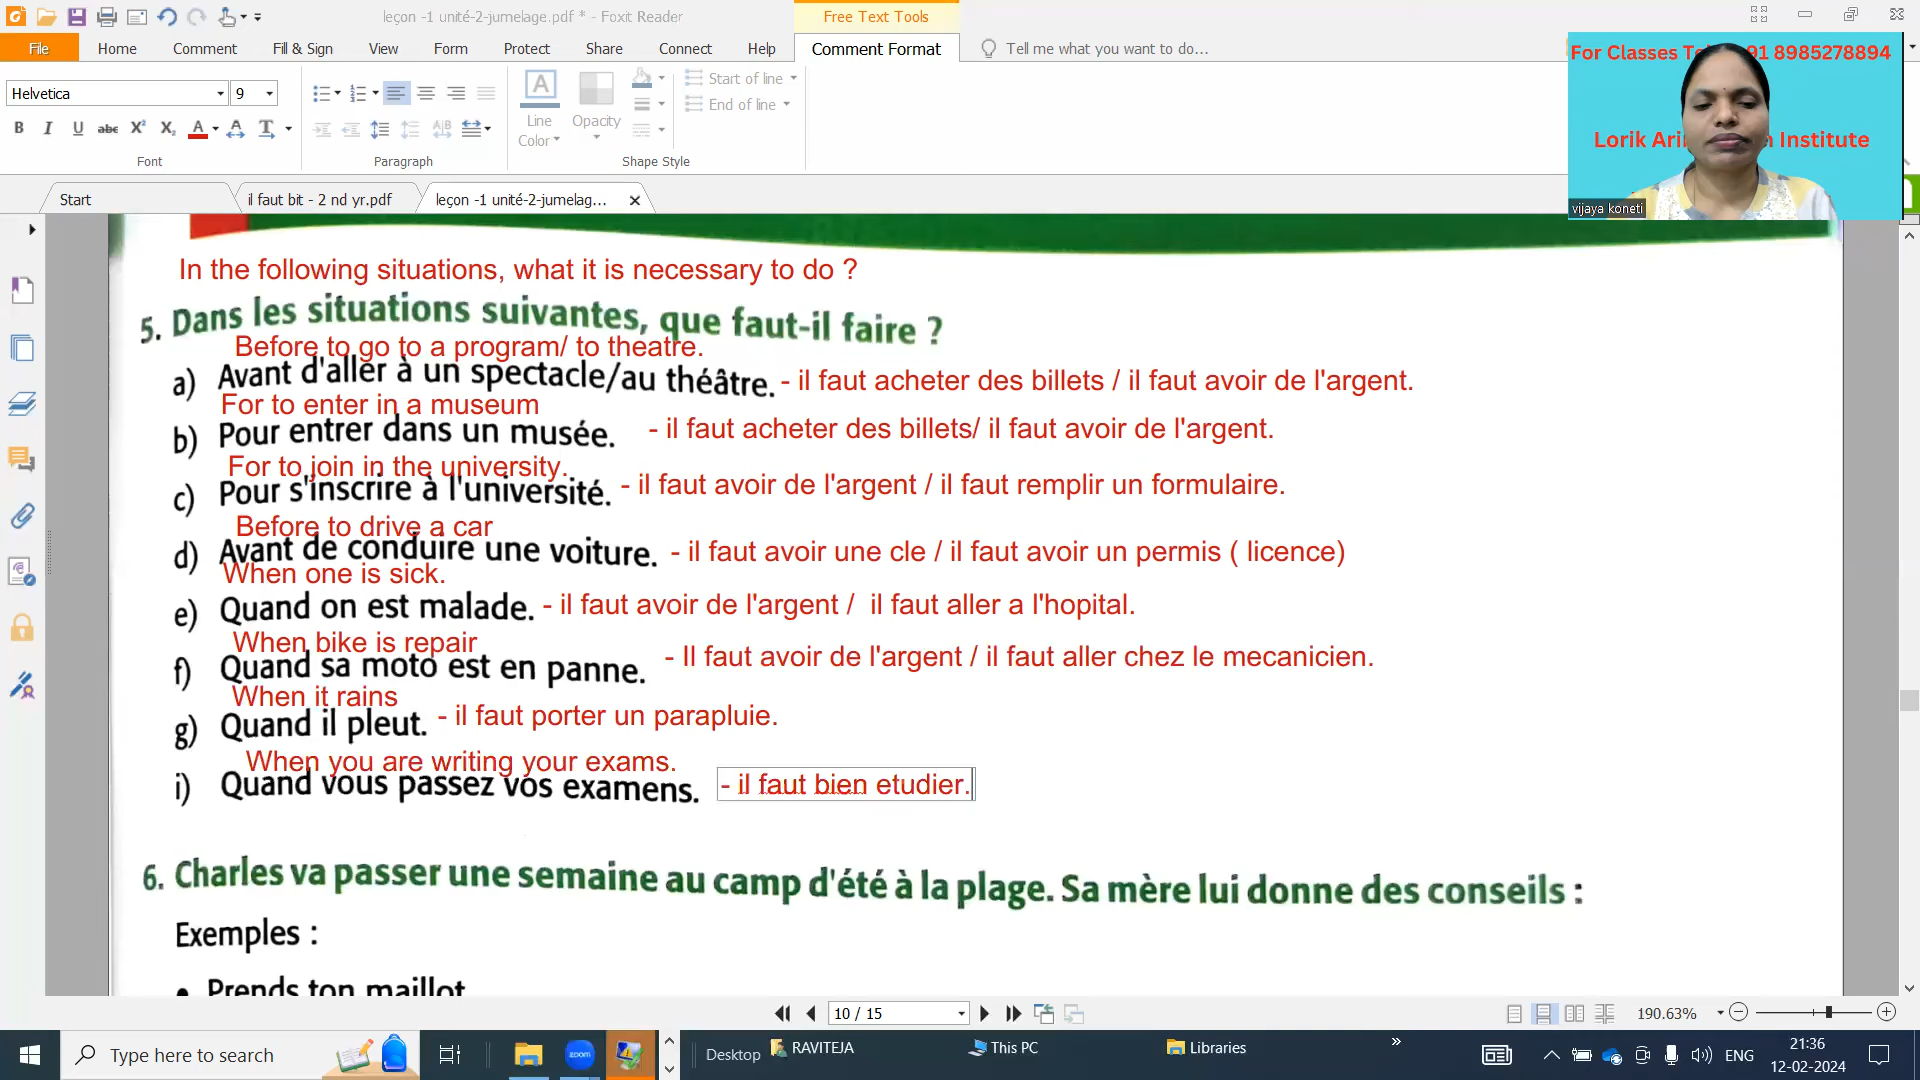 leçon -1 unité-2-jumelage.pdf * - Foxit Reader
Free Text Tools
File Home Comment Fill & Sign View Form Protect Share Connect Help Comment Format Tell me what you want to do...
For Classes 91 8985278894
Helvetica 9
Start of line
End of line
Line Color
Opacity
Font Paragraph Shape Style
Lorik Institute
vijaya koneti
Start il faut bit - 2 nd yr.pdf leçon -1 unité-2-jumelag...
In the following situations, what it is necessary to do ?
5. Dans les situations suivantes, que faut-il faire ?
Before to go to a program/ to theatre.
a) Avant d'aller à un spectacle/au théâtre. - il faut acheter des billets / il faut avoir de l'argent.
For to enter in a museum
b) Pour entrer dans un musée. - il faut acheter des billets/ il faut avoir de l'argent.
For to join in the university.
c) Pour s'inscrire à l'université. - il faut avoir de l'argent / il faut remplir un formulaire.
Before to drive a car
d) Avant de conduire une voiture. - il faut avoir une cle / il faut avoir un permis ( licence)
When one is sick.
e) Quand on est malade. - il faut avoir de l'argent / il faut aller a l'hopital.
When bike is repair
f) Quand sa moto est en panne. - Il faut avoir de l'argent / il faut aller chez le mecanicien.
When it rains
g) Quand il pleut. - il faut porter un parapluie.
When you are writing your exams.
i) Quand vous passez vos examens. - il faut bien etudier.
6. Charles va passer une semaine au camp d'été à la plage. Sa mère lui donne des conseils :
Exemples :
• Prends ton maillot
10 / 15
190.63%
Type here to search
Desktop RAVITEJA This PC Libraries
zoom
ENG
21:36
12-02-2024